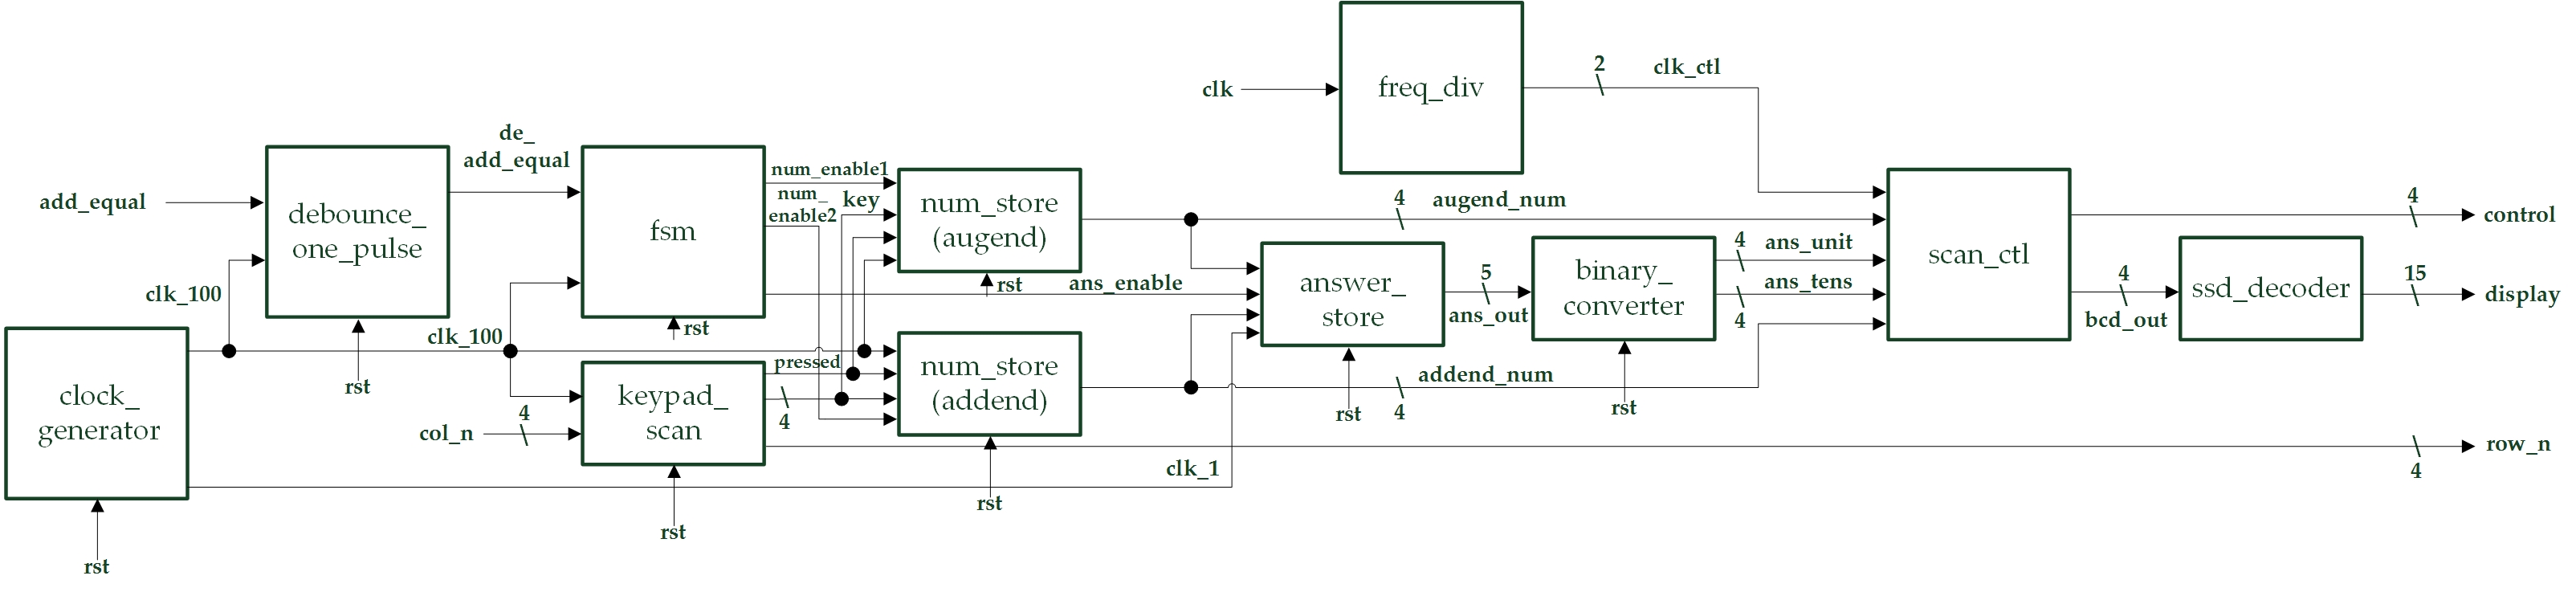 clk
freq_div
2
clk_ctl
add_equal
debounce_
one_pulse
de_
add_equal
fsm
num_enable1
num_
enable2
key
num_store
(augend)
4
augend_num
clk_100
clk_100
rst
rst
rst
ans_enable
answer_
store
5
ans_out
binary_
converter
4
ans_unit
ans_tens
4
scan_ctl
4
control
4
bcd_out
ssd_decoder
15
display
clock_
generator
rst
4
col_n
keypad_
scan
pressed
4
num_store
(addend)
addend_num
4
rst
rst
clk_1
rst
rst
row_n
4